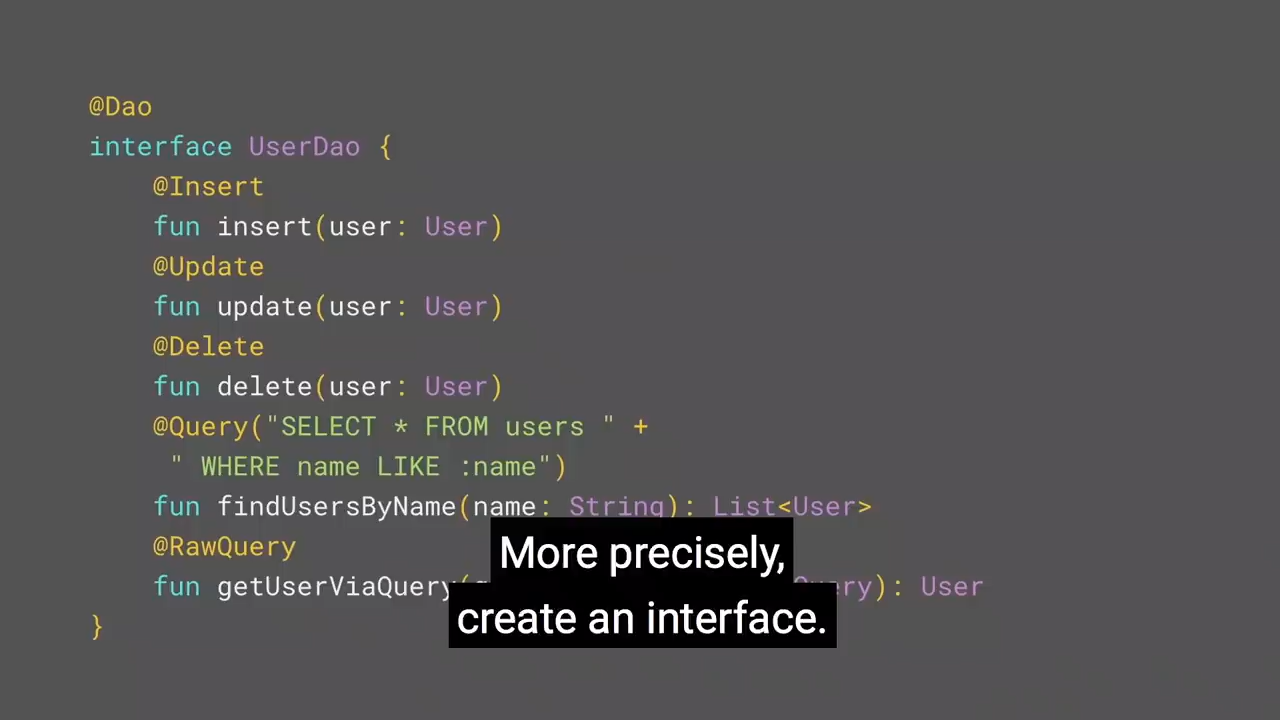 @Dao
interface UserDao {
    @Insert
    fun insert(user: User)
    @Update
    fun update(user: User)
    @Delete
    fun delete(user: User)
    @Query("SELECT * FROM users " +
     " WHERE name LIKE :name")
    fun findUsersByName(name: String): List<User>
    @RawQuery
    fun getUserViaQuery( ): User
}
More precisely,
create an interface.